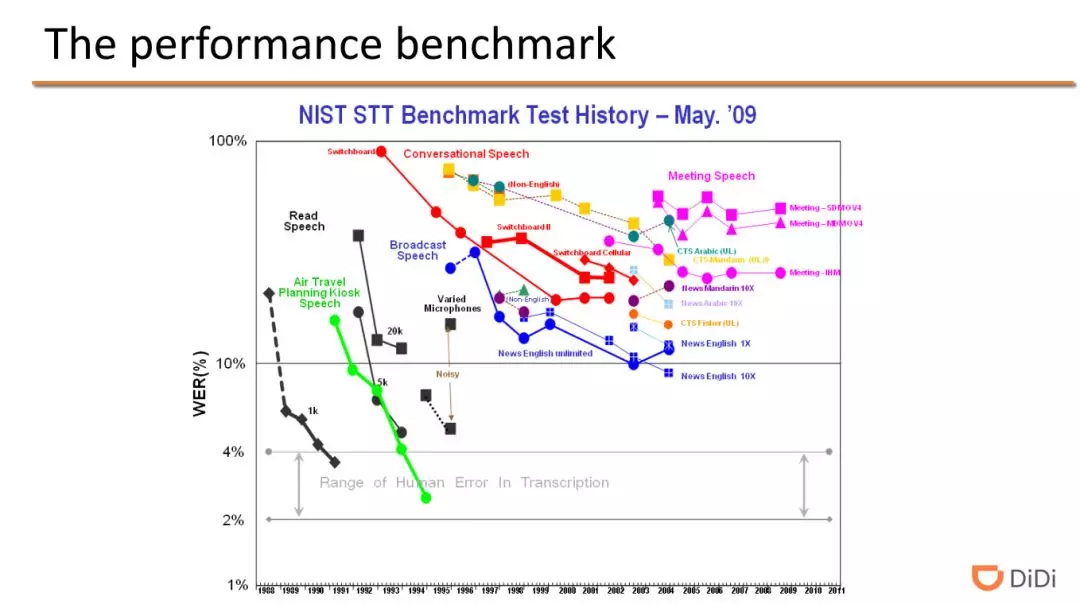 The performance benchmark
NIST STT Benchmark Test History – May. '09
100%
Switchboard
Conversational Speech
(Non-English)
Meeting Speech
Read
Speech
Switchboard II
Meeting – SDM OV4
Meeting – MDM OV4
Broadcast
Speech
Switchboard Cellular
CTS Arabic (UL)
CTS Mandarin (UL)
Meeting - IHM
Air Travel
Planning Kiosk
Speech
Varied
Microphones
(Non-English)
News Mandarin 10X
News Arabic 10X
20k
CTS Fisher (UL)
News English unlimited
News English 1X
10%
WER(%)
Noisy
5k
News English 10X
1k
4%
Range of Human Error In Transcription
2%
1%
1988 1989 1990 1991 1992 1993 1994 1995 1996 1997 1998 1999 2000 2001 2002 2003 2004 2005 2006 2007 2008 2009 2010 2011
DiDi